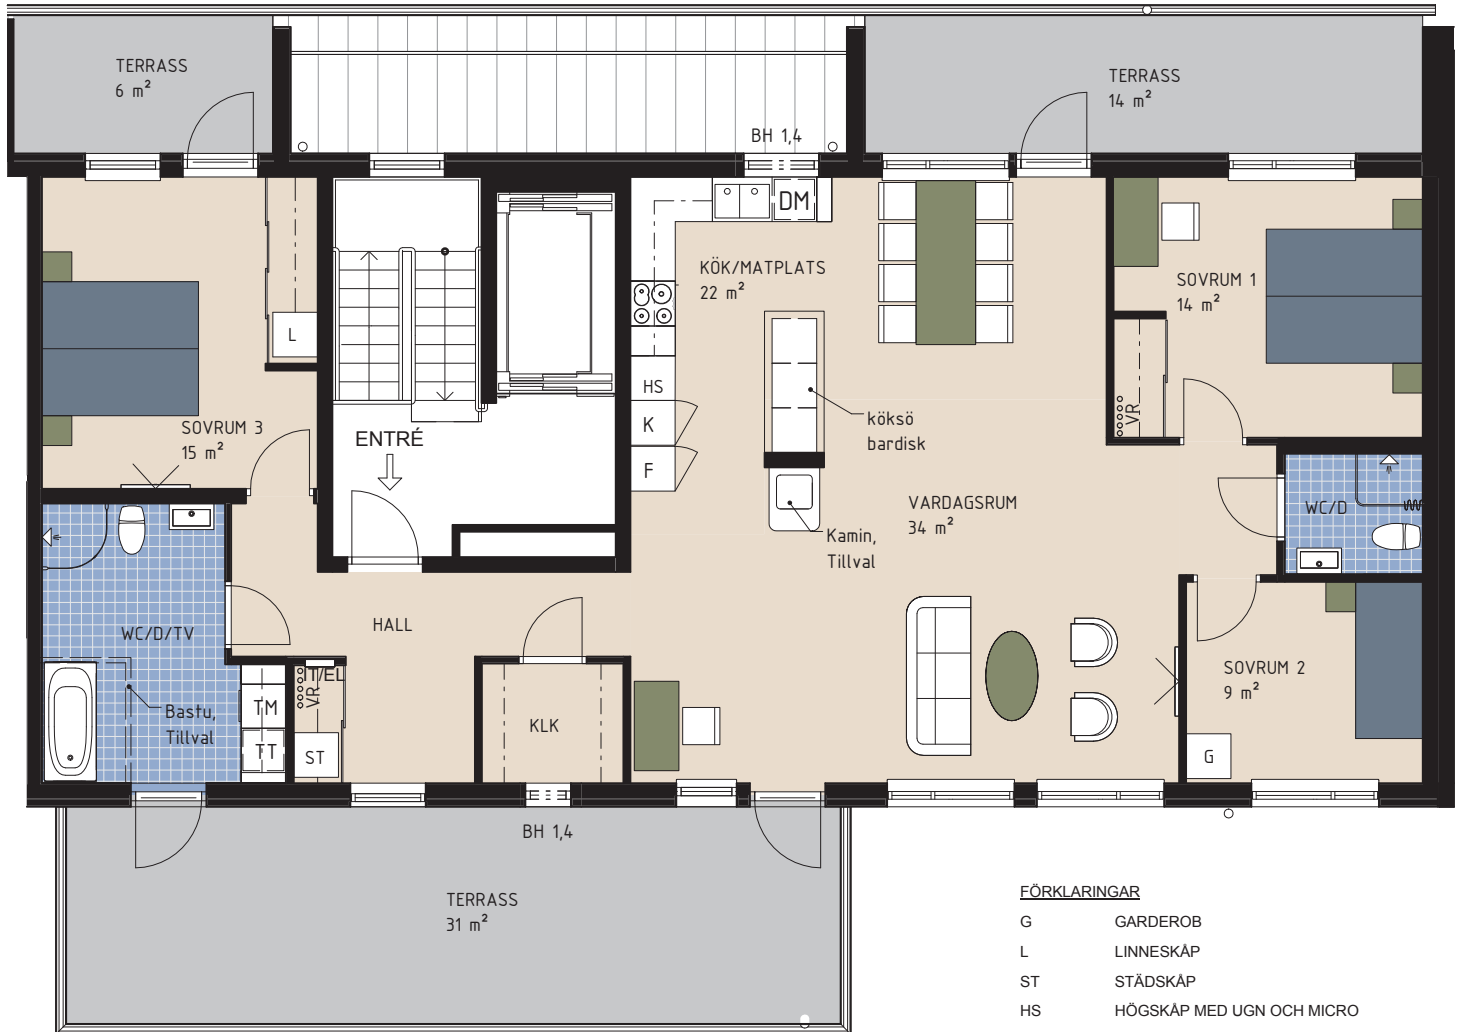 TERRASS
6 m²
TERRASS
14 m²
BH 1,4
DM
KÖK/MATPLATS
22 m²
SOVRUM 1
14 m²
L
HS
K
F
VR
köksö
bardisk
SOVRUM 3
15 m²
ENTRÉ
VARDAGSRUM
34 m²
WC/D
Kamin,
Tillval
HALL
WC/D/TV
IT/EL
VR
SOVRUM 2
9 m²
Bastu,
Tillval
TM
TT
ST
KLK
G
BH 1,4
TERRASS
31 m²
FÖRKLARINGAR
G GARDEROB
L LINNESKÅP
ST STÄDSKÅP
HS HÖGSKÅP MED UGN OCH MICRO